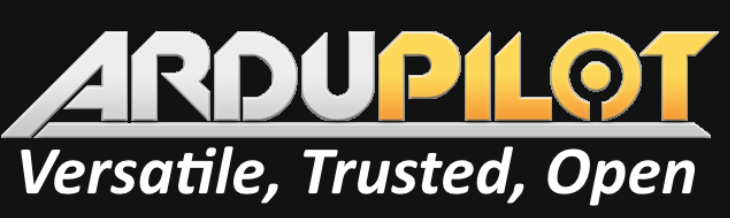 ARDUPILOT
Versatile, Trusted, Open